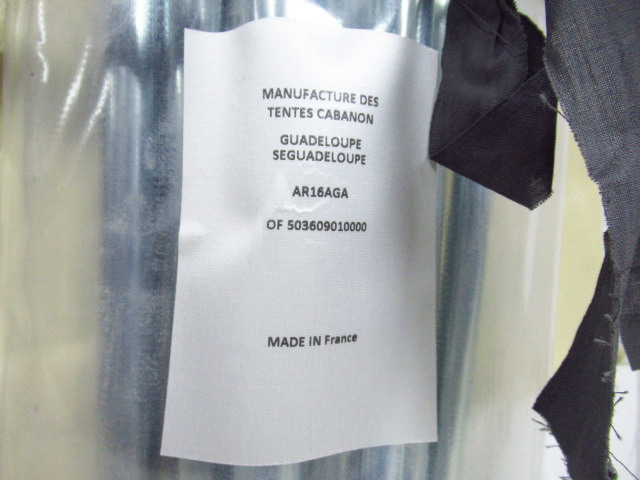 MANUFACTURE DES
TENTES CABANON
GUADELOUPE
SEGUADELOUPE
AR16AGA
OF 503609010000
MADE IN France